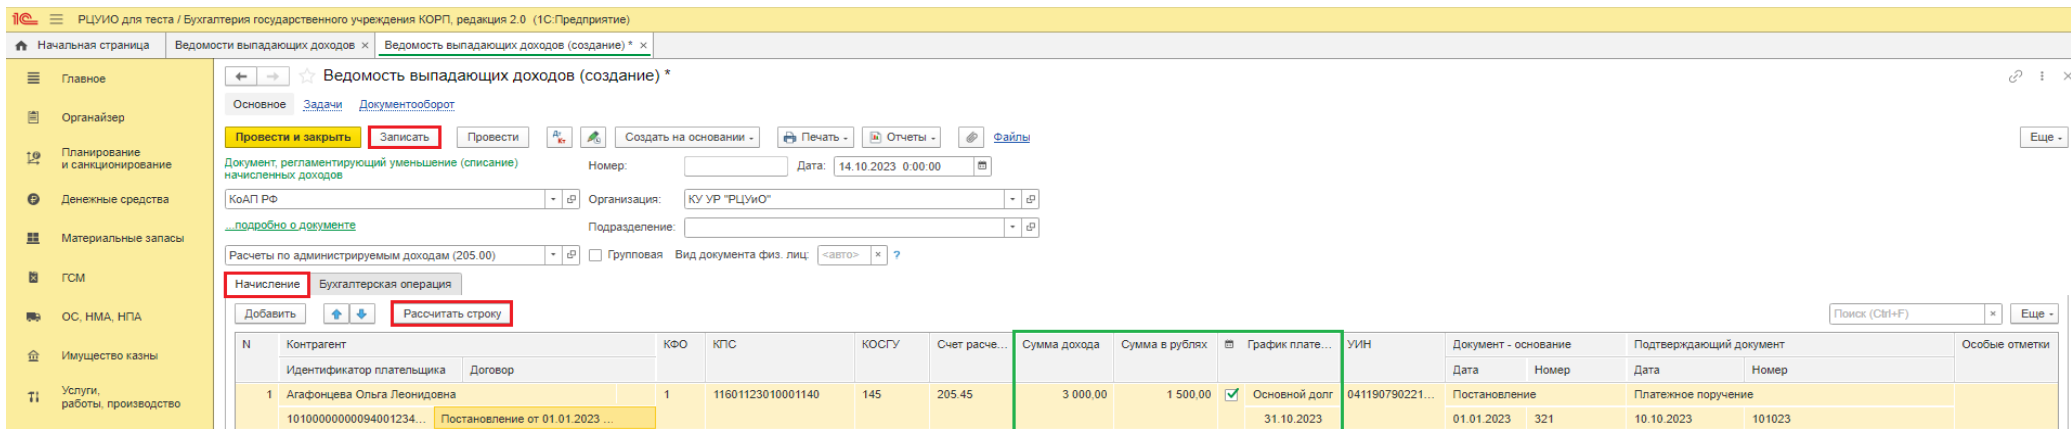 1С РЦУИО для теста / Бухгалтерия государственного учреждения КОРП, редакция 2.0 (1С:Предприятие)
Начальная страница Ведомости выпадающих доходов × Ведомость выпадающих доходов (создание) * ×
Главное
Органайзер
Планирование
и санкционирование
Денежные средства
Материальные запасы
ГСМ
ОС, НМА, НПА
Имущество казны
Услуги,
работы, производство
Ведомость выпадающих доходов (создание) *
Основное Задачи Документооборот
Провести и закрыть Записать Провести Дт Кт Создать на основании Печать Отчеты Файлы Еще
Документ, регламентирующий уменьшение (списание)
начисленных доходов
Номер: Дата: 14.10.2023 0:00:00
КоАП РФ Организация: КУ УР "РЦУиО"
...подробно о документе Подразделение:
Расчеты по администрируемым доходам (205.00) Групповая Вид документа физ. лиц: <авто> × ?
Начисление Бухгалтерская операция
Добавить Рассчитать строку Поиск (Ctrl+F) × Еще
N Контрагент КФО КПС КОСГУ Счет расче... Сумма дохода Сумма в рублях График плате... УИН Документ - основание Подтверждающий документ Особые отметки
Идентификатор плательщика Договор Дата Номер Дата Номер
1 Агафонцева Ольга Леонидовна 1 11601123010001140 145 205.45 3 000,00 1 500,00 Основной долг 041190790221... Постановление Платежное поручение
10100000000094001234... Постановление от 01.01.2023 ... 31.10.2023 01.01.2023 321 10.10.2023 101023